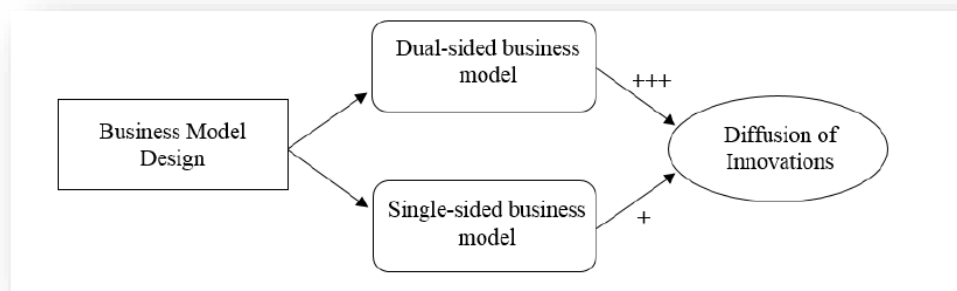 Dual-sided business
model
+++
Business Model
Design
Diffusion of
Innovations
Single-sided business
model
+